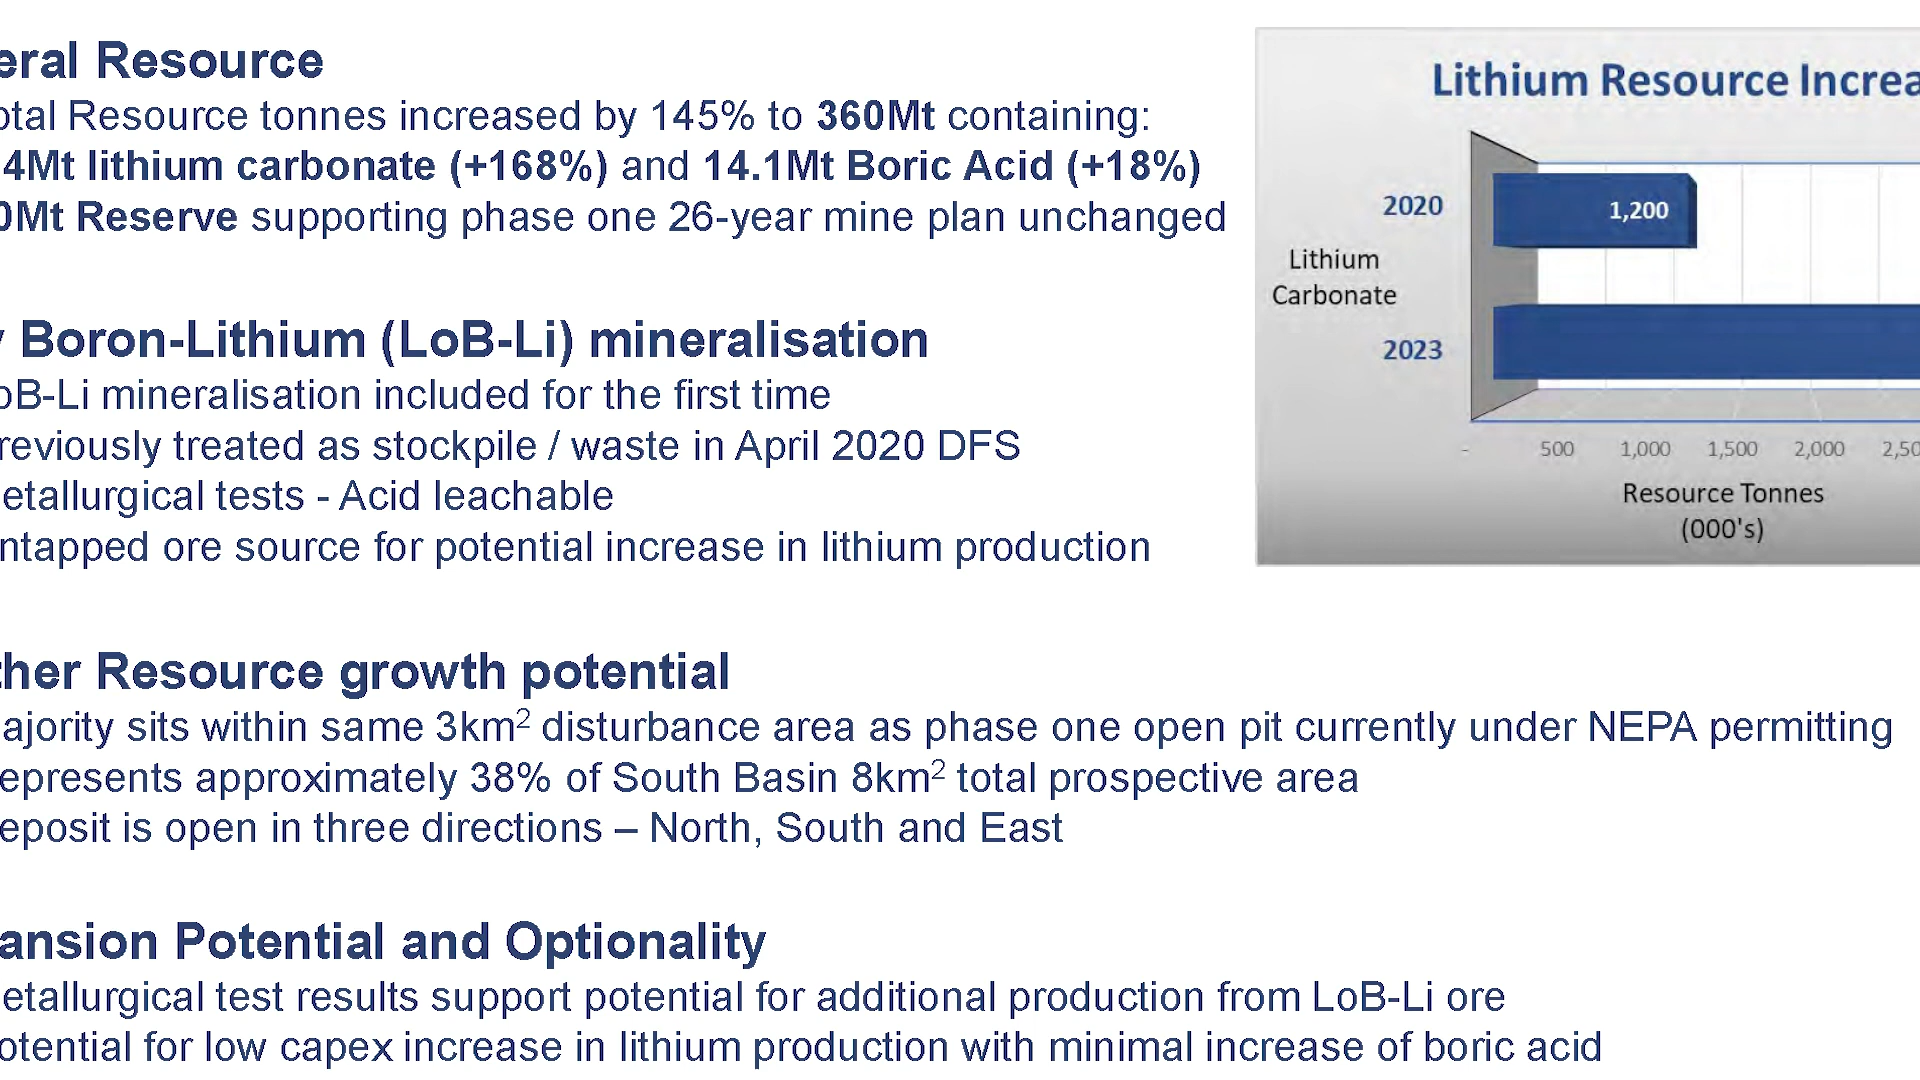 eral Resource
otal Resource tonnes increased by 145% to 360Mt containing:
4Mt lithium carbonate (+168%) and 14.1Mt Boric Acid (+18%)
0Mt Reserve supporting phase one 26-year mine plan unchanged
Boron-Lithium (LoB-Li) mineralisation
oB-Li mineralisation included for the first time
reviously treated as stockpile / waste in April 2020 DFS
etallurgical tests - Acid leachable
ntapped ore source for potential increase in lithium production
ther Resource growth potential
ajority sits within same 3km² disturbance area as phase one open pit currently under NEPA permitting
epresents approximately 38% of South Basin 8km² total prospective area
eposit is open in three directions – North, South and East
ansion Potential and Optionality
etallurgical test results support potential for additional production from LoB-Li ore
otential for low capex increase in lithium production with minimal increase of boric acid
Lithium Resource Increa
2020
1,200
Lithium
Carbonate
2023
- 500 1,000 1,500 2,000 2,50
Resource Tonnes
(000's)